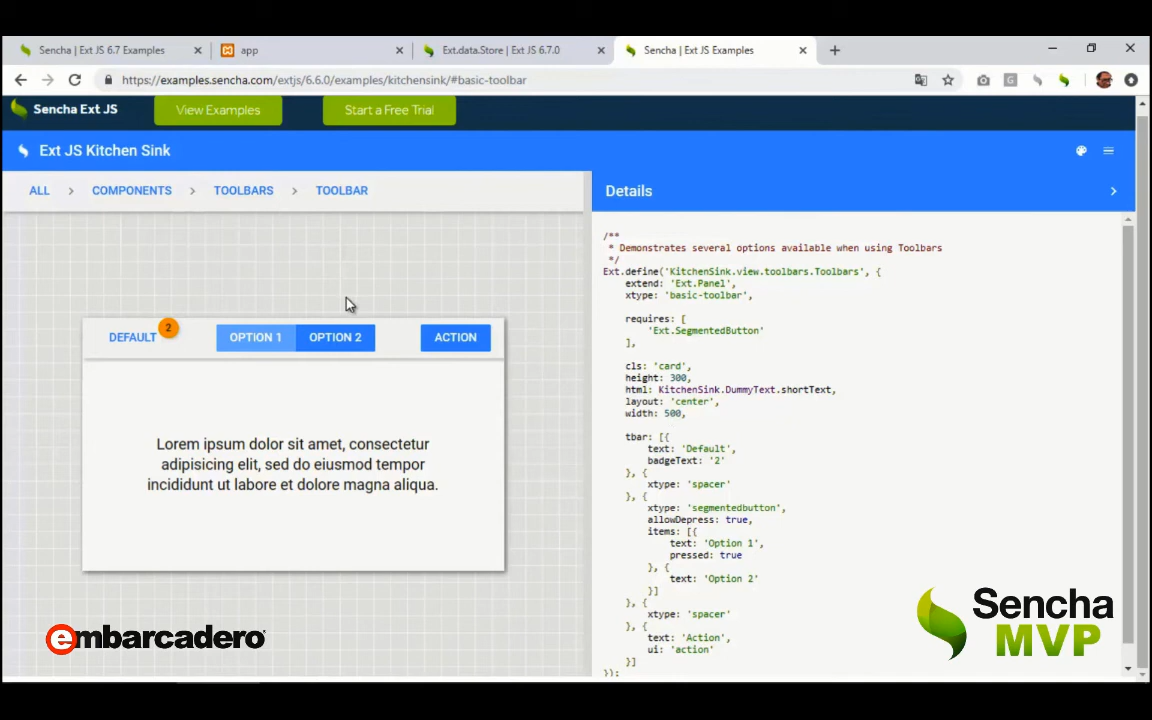 Sencha | Ext JS 6.7 Examples
app
Ext.data.Store | Ext JS 6.7.0
Sencha | Ext JS Examples
https://examples.sencha.com/extjs/6.6.0/examples/kitchensink/#basic-toolbar
Sencha Ext JS
View Examples
Start a Free Trial
Ext JS Kitchen Sink
ALL > COMPONENTS > TOOLBARS > TOOLBAR
Details
DEFAULT 2
OPTION 1
OPTION 2
ACTION
Lorem ipsum dolor sit amet, consectetur
adipisicing elit, sed do eiusmod tempor
incididunt ut labore et dolore magna aliqua.
/**
* Demonstrates several options available when using Toolbars
*/
Ext.define('KitchenSink.view.toolbars.Toolbars', {
extend: 'Ext.Panel',
xtype: 'basic-toolbar',
requires: [
'Ext.SegmentedButton'
],
cls: 'card',
height: 300,
html: KitchenSink.DummyText.shortText,
layout: 'center',
width: 500,
tbar: [{
text: 'Default',
badgeText: '2'
}, {
xtype: 'spacer'
}, {
xtype: 'segmentedbutton',
allowDepress: true,
items: [{
text: 'Option 1',
pressed: true
}, {
text: 'Option 2'
}]
}, {
xtype: 'spacer'
}, {
text: 'Action',
ui: 'action'
}]
});
embarcadero
Sencha
MVP